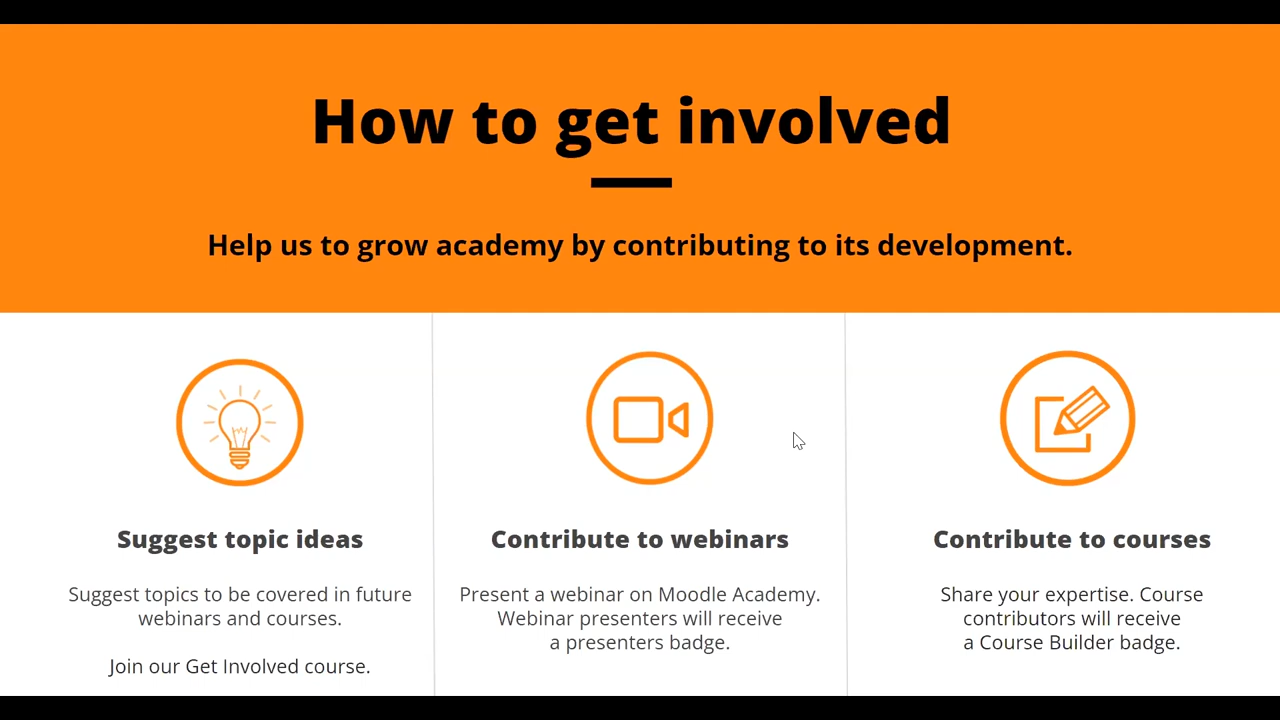 How to get involved
Help us to grow academy by contributing to its development.
Suggest topic ideas
Suggest topics to be covered in future
webinars and courses.
Join our Get Involved course.
Contribute to webinars
Present a webinar on Moodle Academy.
Webinar presenters will receive
a presenters badge.
Contribute to courses
Share your expertise. Course
contributors will receive
a Course Builder badge.